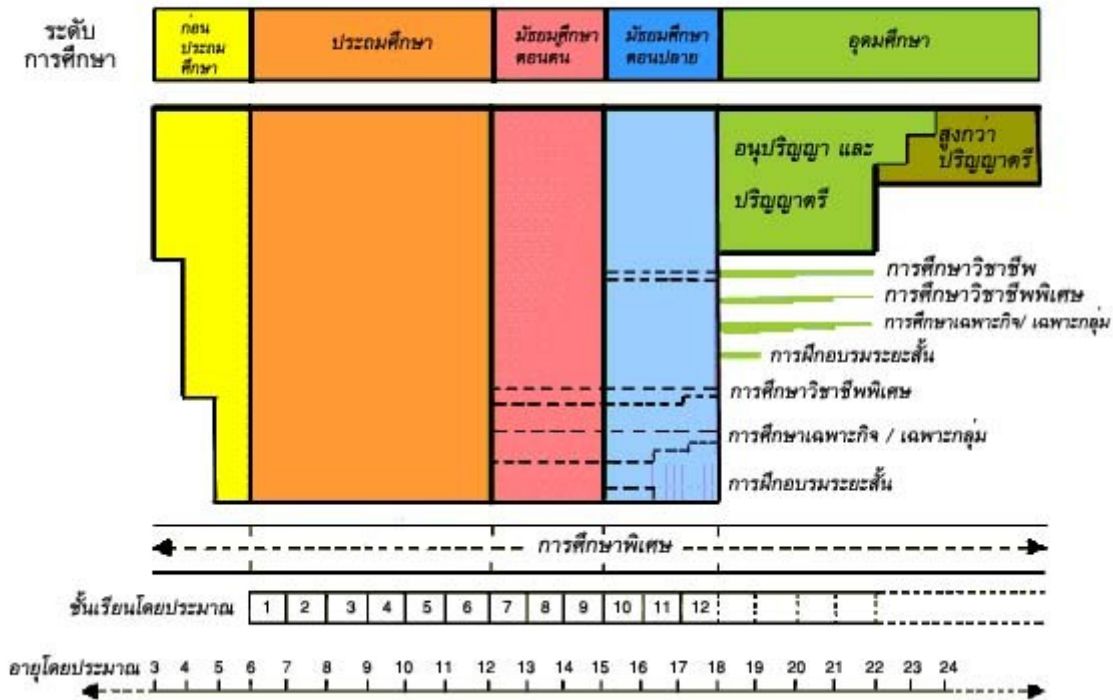 ระดับ
การศึกษา
ก่อน
ประถม
ศึกษา
ประถมศึกษา
มัธยมศึกษา
ตอนตน
มัธยมศึกษา
ตอนปลาย
อุดมศึกษา
อนุปริญญา และ
ปริญญาตรี
สูงกว่า
ปริญญาตรี
การศึกษาวิชาชีพ
การศึกษาวิชาชีพพิเศษ
การศึกษาเฉพาะกิจ/ เฉพาะกลุ่ม
การฝึกอบรมระยะสั้น
การศึกษาวิชาชีพพิเศษ
การศึกษาเฉพาะกิจ / เฉพาะกลุ่ม
การฝึกอบรมระยะสั้น
การศึกษาพิเศษ
ชั้นเรียนโดยประมาณ 1 2 3 4 5 6 7 8 9 10 11 12
อายุโดยประมาณ 3 4 5 6 7 8 9 10 11 12 13 14 15 16 17 18 19 20 21 22 23 24